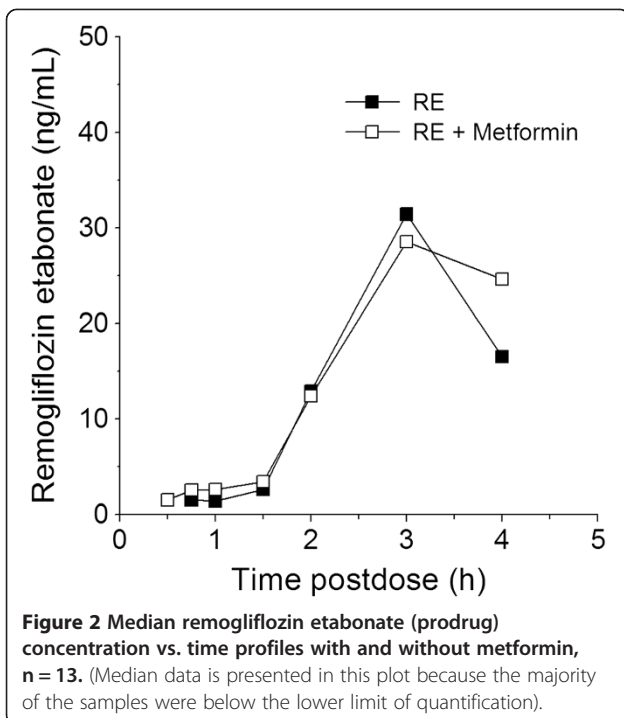 50
40
30
20
10
0
Remogliflozin etabonate (ng/mL)
RE
RE + Metformin
0 1 2 3 4 5
Time postdose (h)
Figure 2 Median remogliflozin etabonate (prodrug)
concentration vs. time profiles with and without metformin,
n = 13. (Median data is presented in this plot because the majority
of the samples were below the lower limit of quantification).